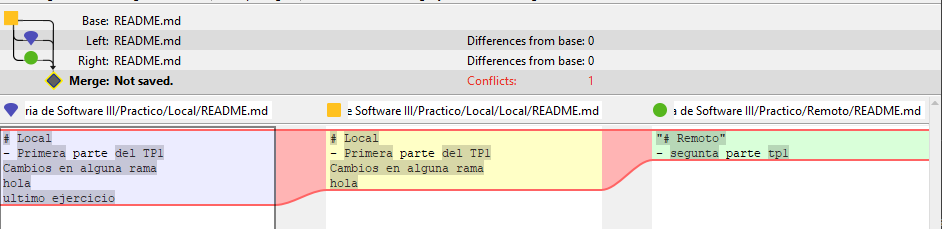 Base: README.md
Left: README.md Differences from base: 0
Right: README.md Differences from base: 0
Merge: Not saved. Conflicts: 1
ria de Software III/Practico/Local/README.md
e Software III/Practico/Local/Local/README.md
a de Software III/Practico/Remoto/README.md
# Local
- Primera parte del TP1
Cambios en alguna rama
hola
ultimo ejercicio
# Local
- Primera parte del TP1
Cambios en alguna rama
hola
"# Remoto"
- segunta parte tp1